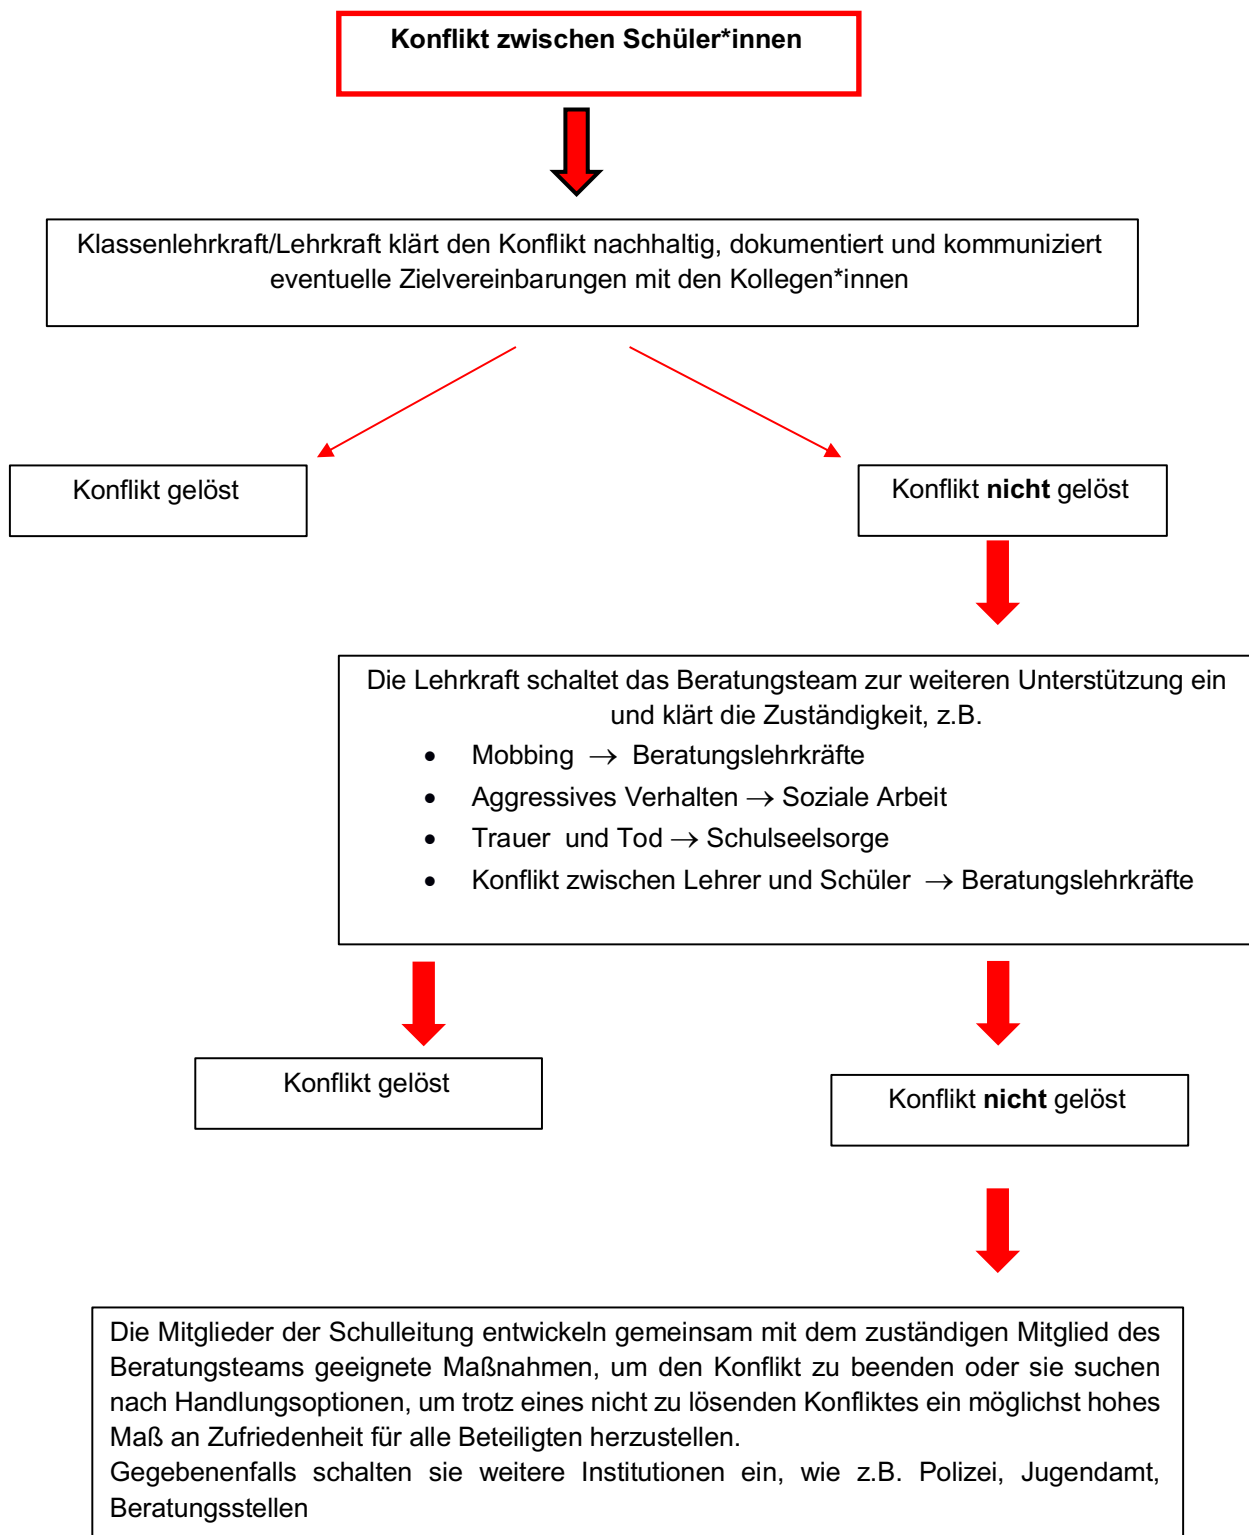 Konflikt zwischen Schüler*innen
Klassenlehrkraft/Lehrkraft klärt den Konflikt nachhaltig, dokumentiert und kommuniziert
eventuelle Zielvereinbarungen mit den Kollegen*innen
Konflikt gelöst
Konflikt nicht gelöst
Die Lehrkraft schaltet das Beratungsteam zur weiteren Unterstützung ein
und klärt die Zuständigkeit, z.B.
• Mobbing → Beratungslehrkräfte
• Aggressives Verhalten → Soziale Arbeit
• Trauer und Tod → Schulseelsorge
• Konflikt zwischen Lehrer und Schüler → Beratungslehrkräfte
Konflikt gelöst
Konflikt nicht gelöst
Die Mitglieder der Schulleitung entwickeln gemeinsam mit dem zuständigen Mitglied des
Beratungsteams geeignete Maßnahmen, um den Konflikt zu beenden oder sie suchen
nach Handlungsoptionen, um trotz eines nicht zu lösenden Konfliktes ein möglichst hohes
Maß an Zufriedenheit für alle Beteiligten herzustellen.
Gegebenenfalls schalten sie weitere Institutionen ein, wie z.B. Polizei, Jugendamt,
Beratungsstellen